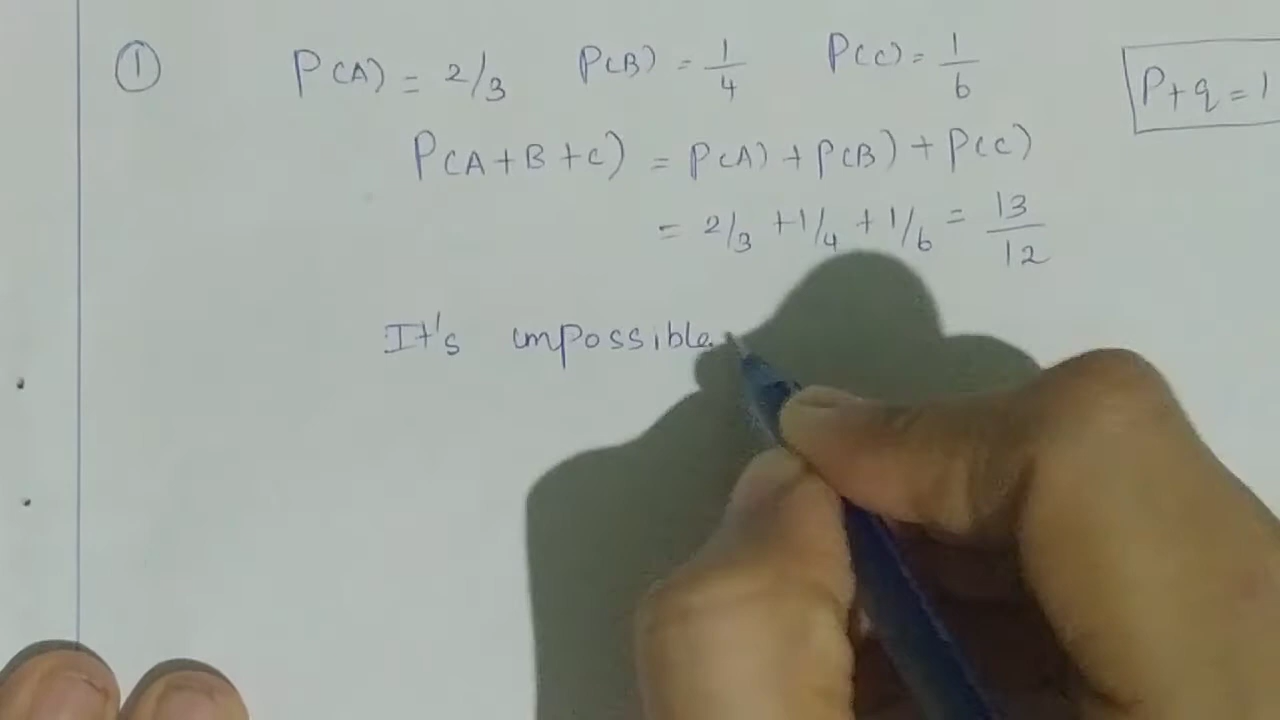 ① P(A) = 2/3 P(B) = 1/4 P(C) = 1/6
P+q = 1
P(A+B+C) = P(A) + P(B) + P(C)
= 2/3 + 1/4 + 1/6 = 13/12
It's impossible